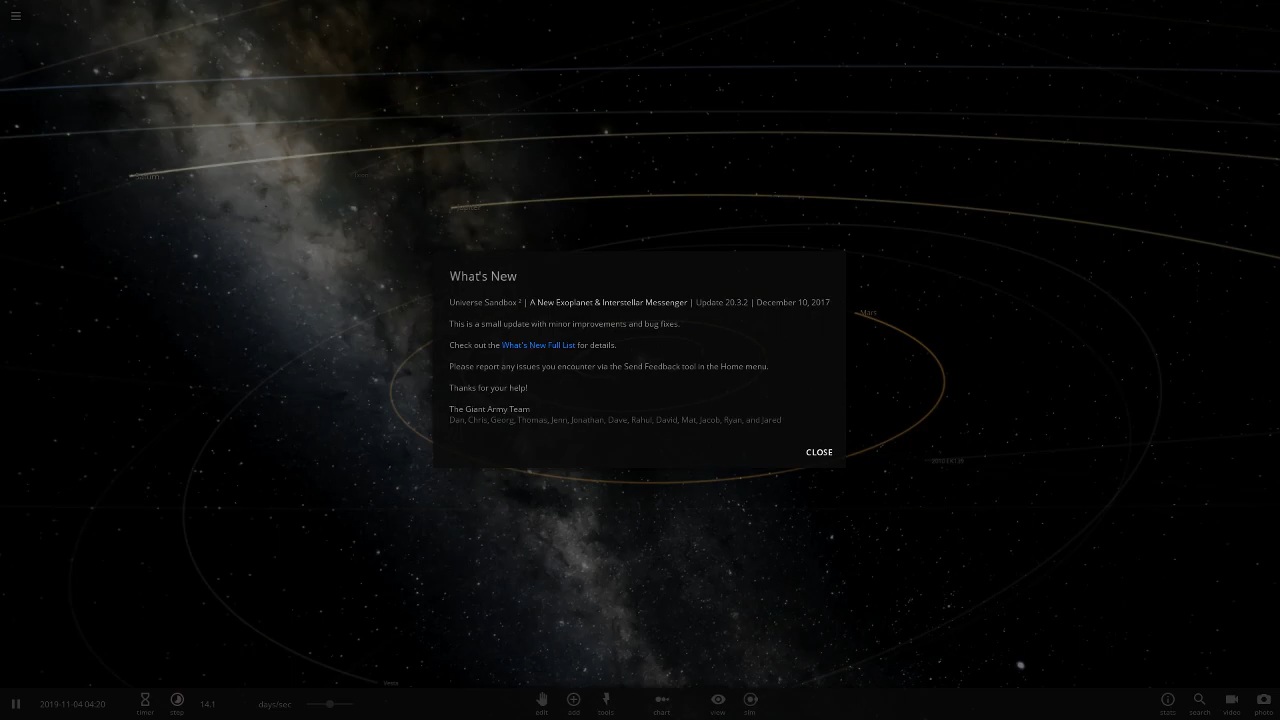 Saturn
Mars
What's New
Universe Sandbox ² | A New Exoplanet & Interstellar Messenger | Update 20.3.2 | December 10, 2017
This is a small update with minor improvements and bug fixes.
Check out the What's New Full List for details.
Please report any issues you encounter via the Send Feedback tool in the Home menu.
Thanks for your help!
The Giant Army Team
Dan, Chris, Georg, Thomas, Jenn, Jonathan, Dave, Rahul, David, Mat, Jacob, Ryan, and Jared
CLOSE
2019-11-04 04:20
timer
step
14.1
days/sec
edit
add
tools
chart
view
sim
stats
search
video
photo